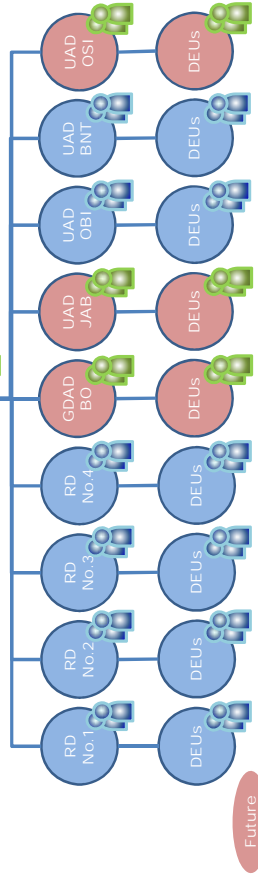 RD
No.1
RD
No.2
RD
No.3
RD
No.4
GDAD
BO
UAD
JAB
UAD
OBI
UAD
BNT
UAD
OSI
DEUs
DEUs
DEUs
DEUs
DEUs
DEUs
DEUs
DEUs
DEUs
Future